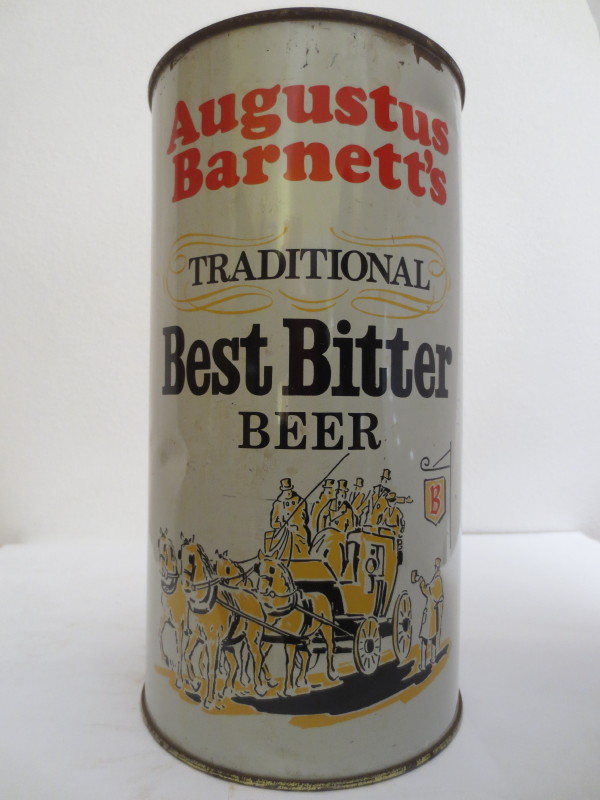 Augustus
Barnett's
TRADITIONAL
Best Bitter
BEER
B